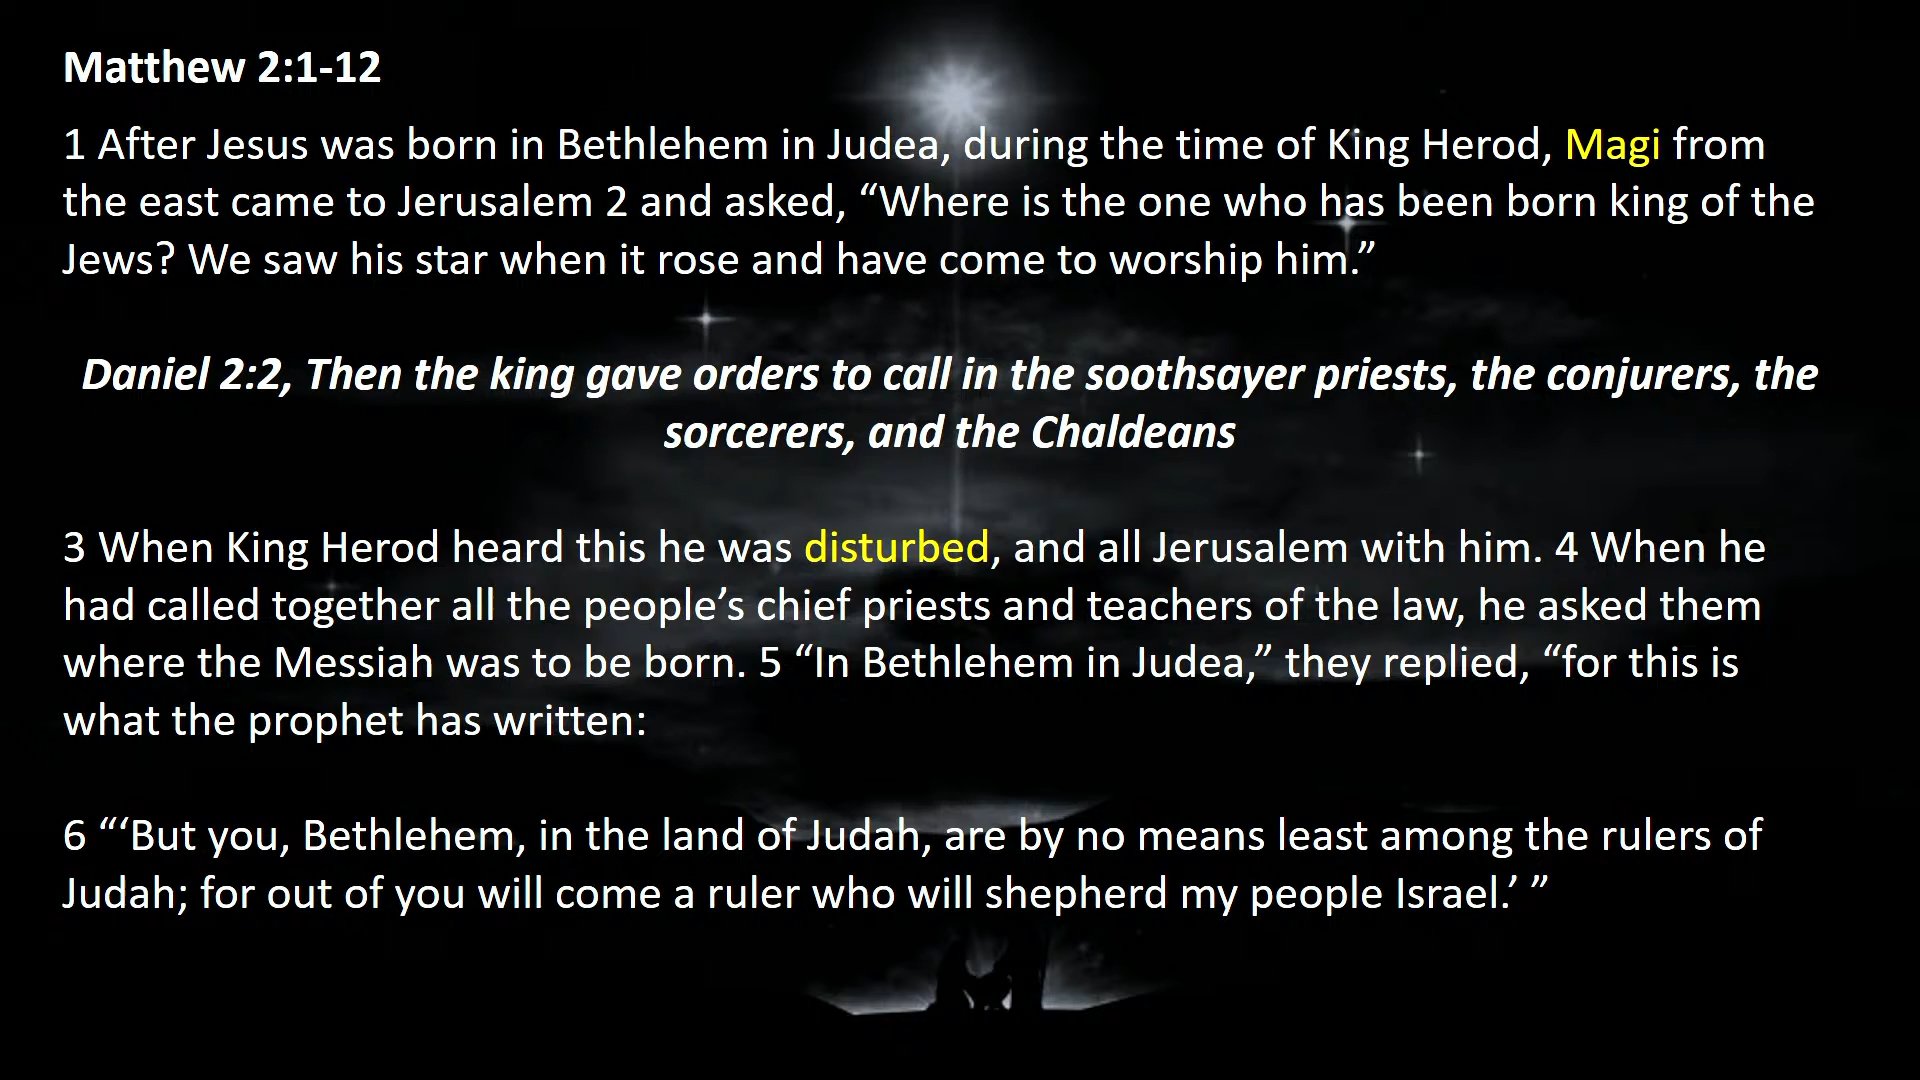 Matthew 2:1-12
1 After Jesus was born in Bethlehem in Judea, during the time of King Herod, Magi from
the east came to Jerusalem 2 and asked, “Where is the one who has been born king of the
Jews? We saw his star when it rose and have come to worship him.”
Daniel 2:2, Then the king gave orders to call in the soothsayer priests, the conjurers, the
sorcerers, and the Chaldeans
3 When King Herod heard this he was disturbed, and all Jerusalem with him. 4 When he
had called together all the people’s chief priests and teachers of the law, he asked them
where the Messiah was to be born. 5 “In Bethlehem in Judea,” they replied, “for this is
what the prophet has written:
6 “‘But you, Bethlehem, in the land of Judah, are by no means least among the rulers of
Judah; for out of you will come a ruler who will shepherd my people Israel.’ ”